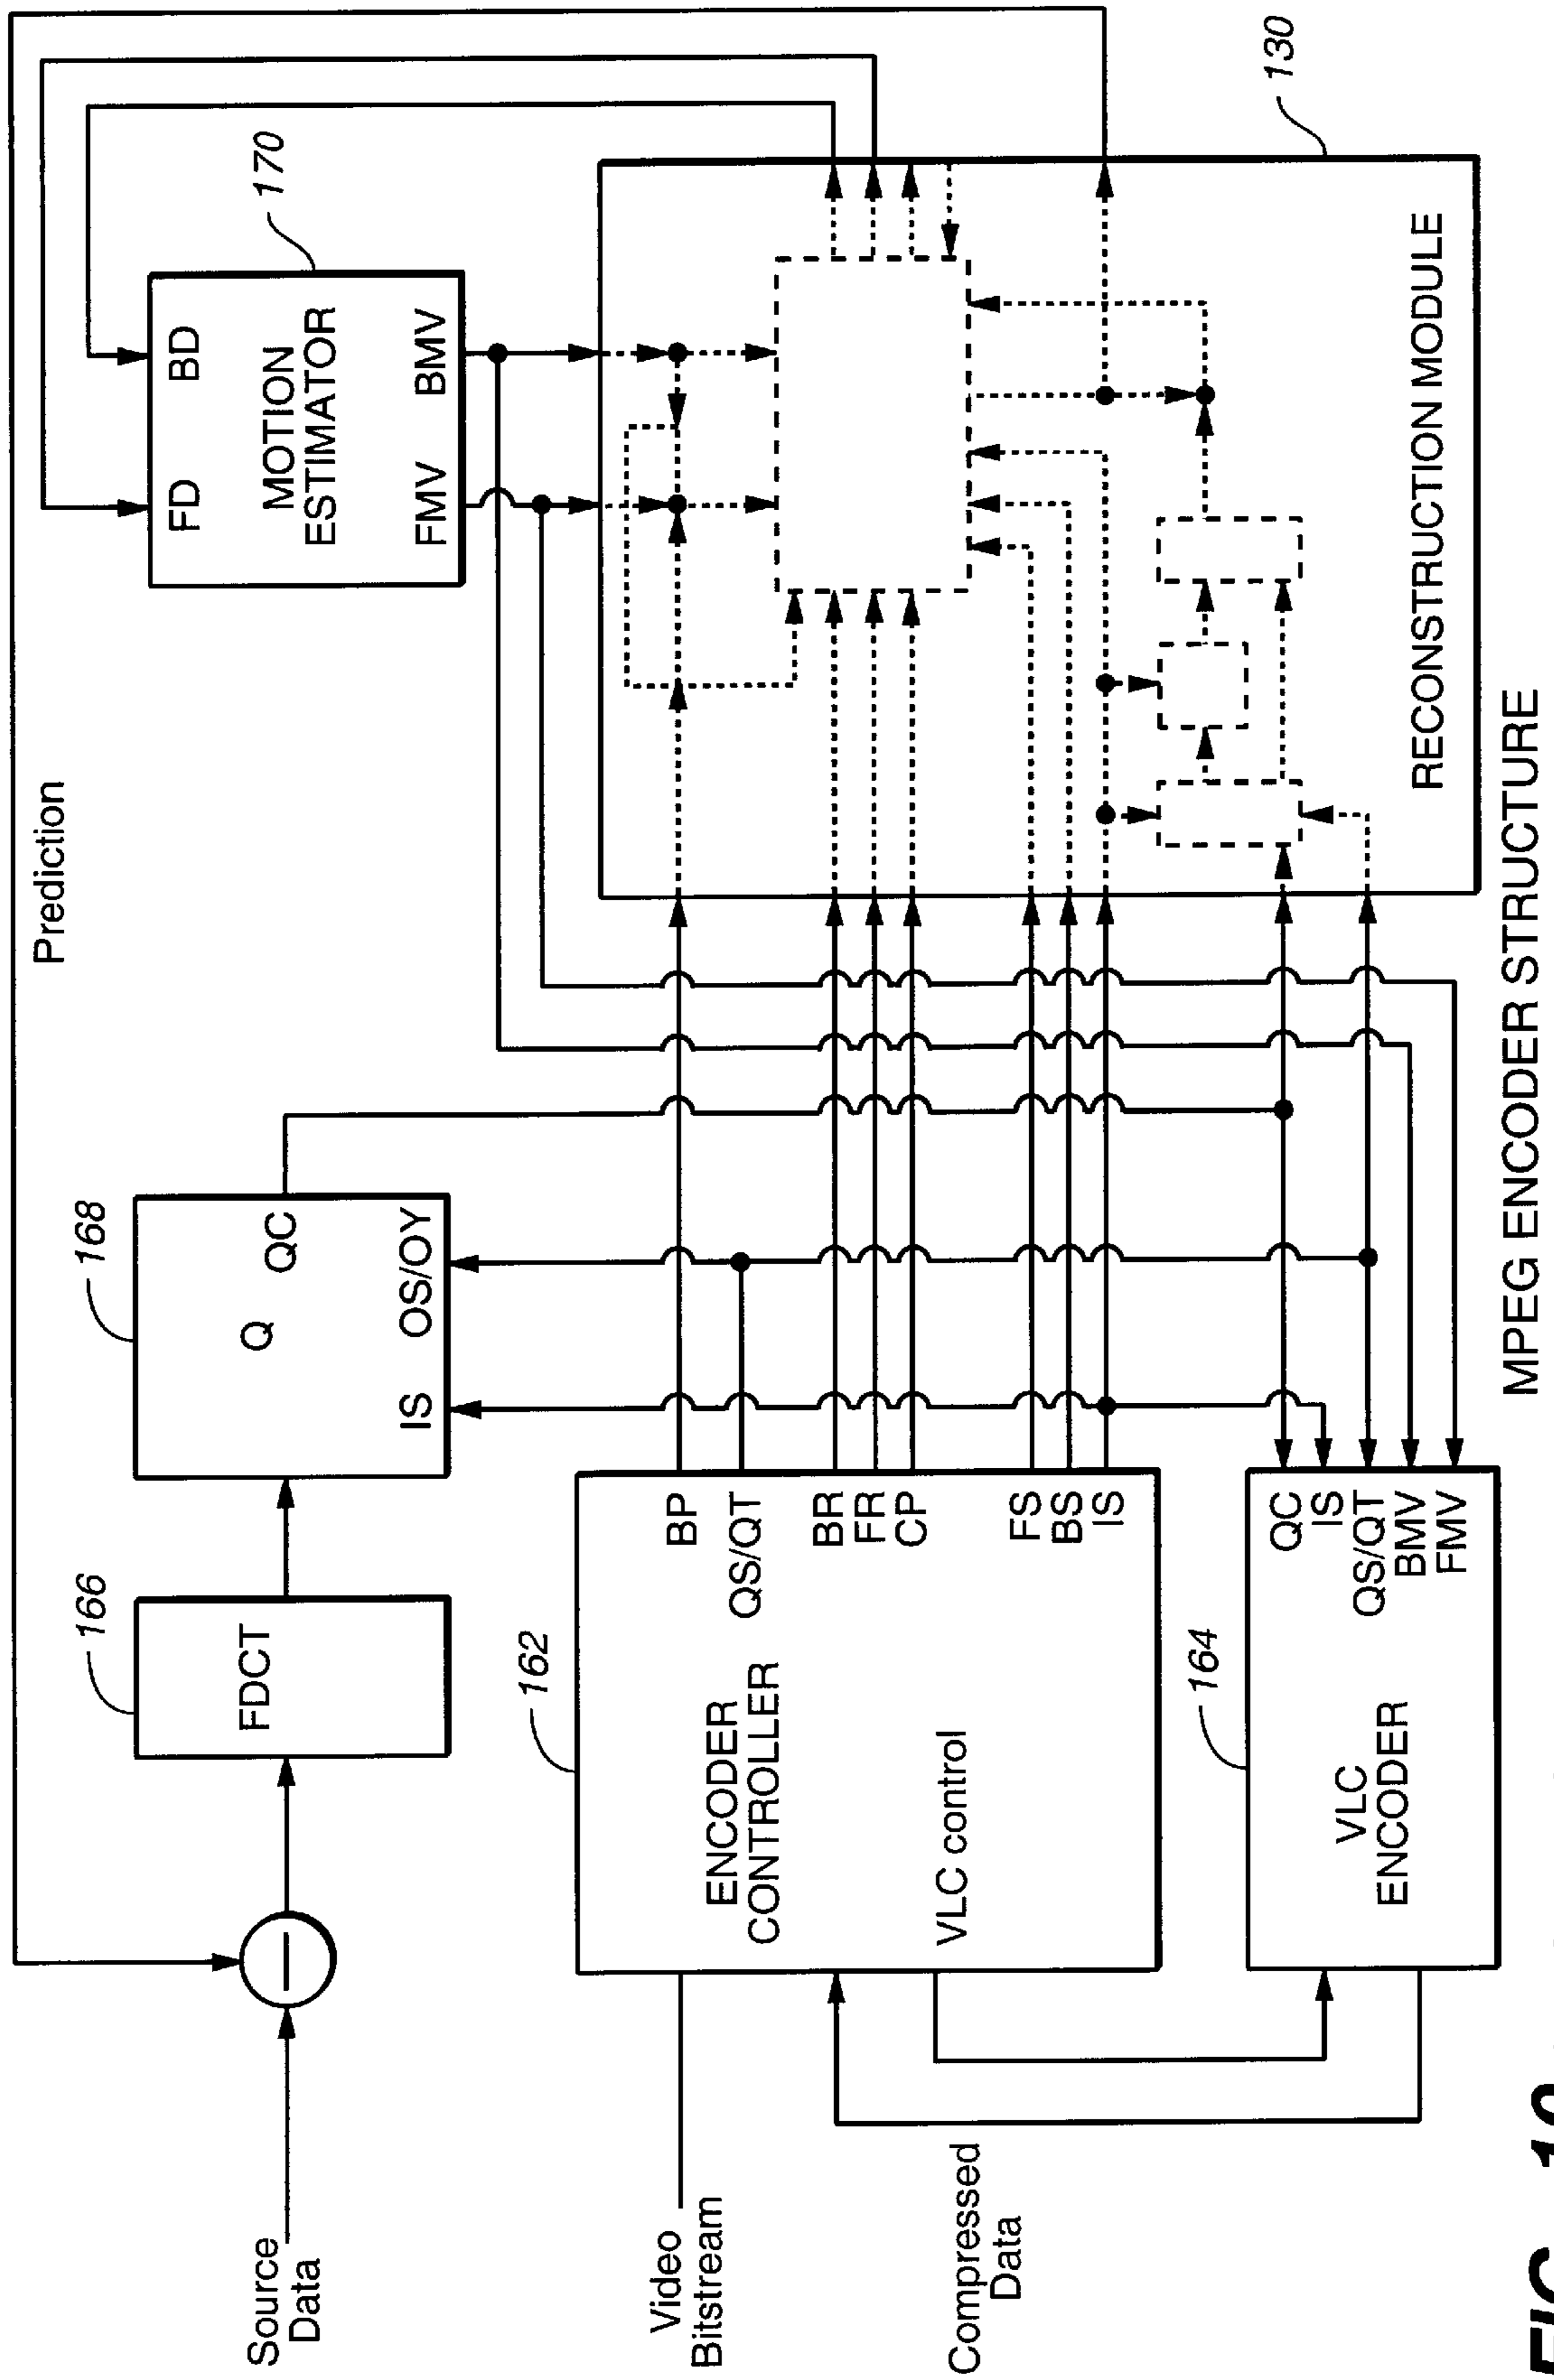 Prediction
170
FD
BD
MOTION
ESTIMATOR
FMV
BMV
168
Q
QC
IS
OS/OY
166
FDCT
Source
Data
162
BP
QS/QT
BR
FR
CP
FS
BS
IS
ENCODER
CONTROLLER
VLC control
Video
Bitstream
Compressed
Data
164
QC
IS
QS/QT
BMV
FMV
VLC
ENCODER
130
RECONSTRUCTION MODULE
MPEG ENCODER STRUCTURE